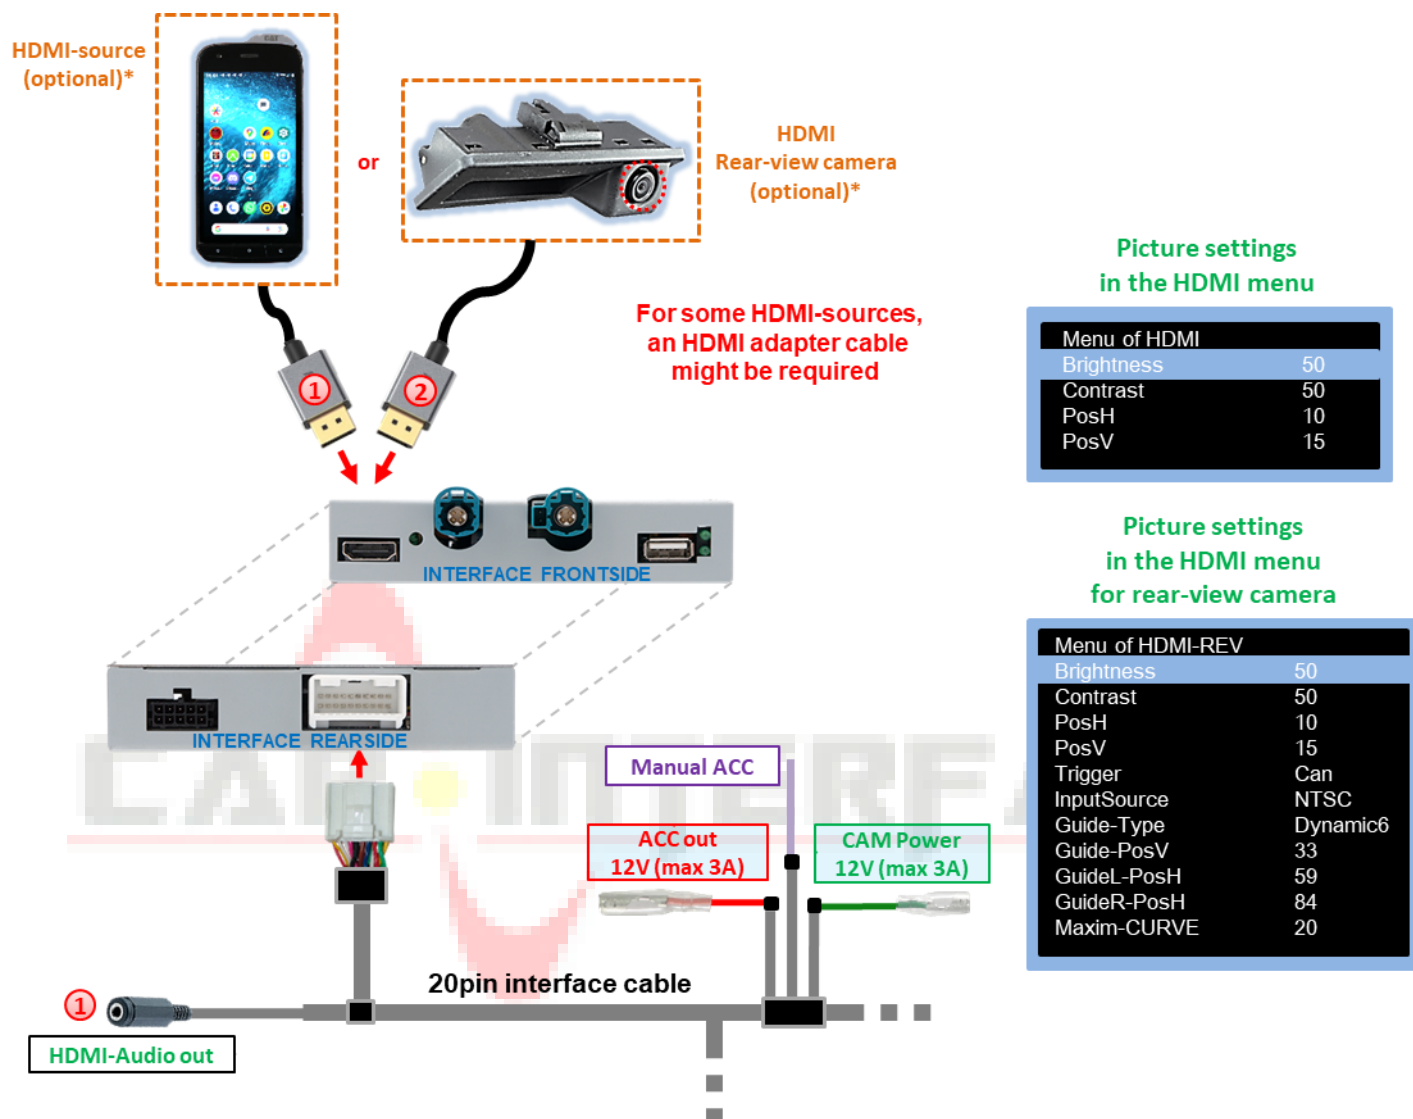 HDMI-source
(optional)*
or
HDMI
Rear-view camera
(optional)*
For some HDMI-sources,
an HDMI adapter cable
might be required
1
2
Picture settings
in the HDMI menu
Menu of HDMI
Brightness 50
Contrast 50
PosH 10
PosV 15
INTERFACE FRONTSIDE
Picture settings
in the HDMI menu
for rear-view camera
Menu of HDMI-REV
Brightness 50
Contrast 50
PosH 10
PosV 15
Trigger Can
InputSource NTSC
Guide-Type Dynamic6
Guide-PosV 33
GuideL-PosH 59
GuideR-PosH 84
Maxim-CURVE 20
INTERFACE REARSIDE
Manual ACC
ACC out
12V (max 3A)
CAM Power
12V (max 3A)
20pin interface cable
1
HDMI-Audio out